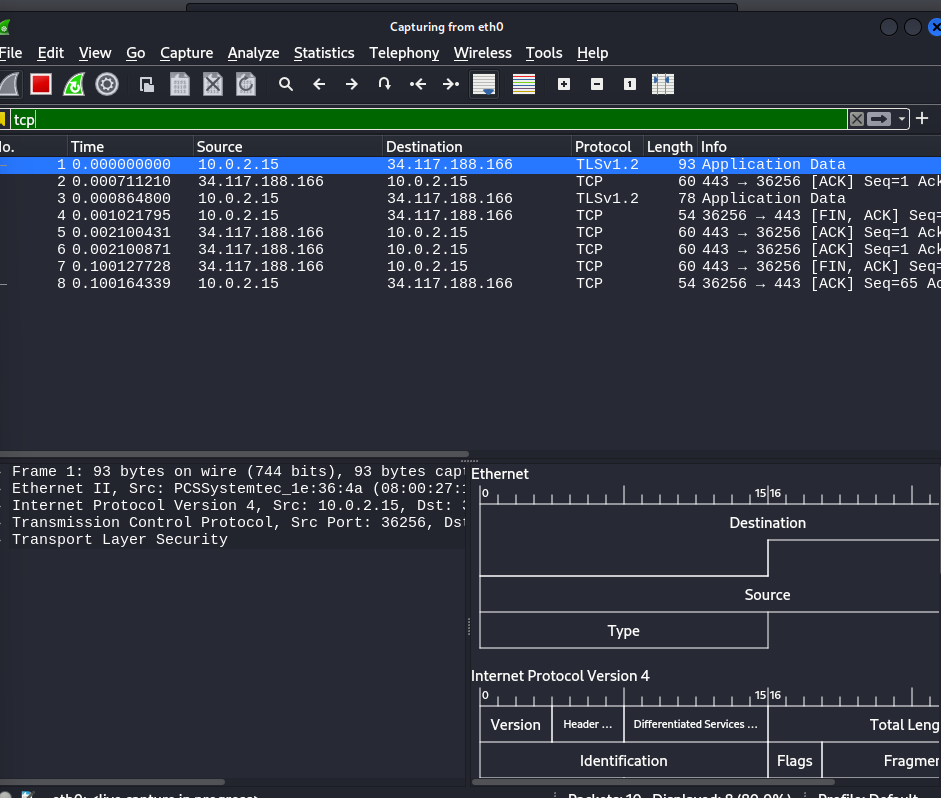 Capturing from eth0
File Edit View Go Capture Analyze Statistics Telephony Wireless Tools Help
tcp
No. Time Source Destination Protocol Length Info
1 0.000000000 10.0.2.15 34.117.188.166 TLSv1.2 93 Application Data
2 0.000711210 34.117.188.166 10.0.2.15 TCP 60 443 → 36256 [ACK] Seq=1 Ack
3 0.000864800 10.0.2.15 34.117.188.166 TLSv1.2 78 Application Data
4 0.001021795 10.0.2.15 34.117.188.166 TCP 54 36256 → 443 [FIN, ACK] Seq=
5 0.002100431 34.117.188.166 10.0.2.15 TCP 60 443 → 36256 [ACK] Seq=1 Ack
6 0.002100871 34.117.188.166 10.0.2.15 TCP 60 443 → 36256 [ACK] Seq=1 Ack
7 0.100127728 34.117.188.166 10.0.2.15 TCP 60 443 → 36256 [FIN, ACK] Seq=
8 0.100164339 10.0.2.15 34.117.188.166 TCP 54 36256 → 443 [ACK] Seq=65 Ac
Frame 1: 93 bytes on wire (744 bits), 93 bytes capt
Ethernet II, Src: PCSSystemtec_1e:36:4a (08:00:27:
Internet Protocol Version 4, Src: 10.0.2.15, Dst: 3
Transmission Control Protocol, Src Port: 36256, Dst
Transport Layer Security
Ethernet
0 15 16
Destination
Source
Type
Internet Protocol Version 4
0 15 16
Version Header ... Differentiated Services ... Total Leng
Identification Flags Fragmen
eth0: <live capture in progress> Packets: 10 Displayed: 8 (80.0%) Profile: Default